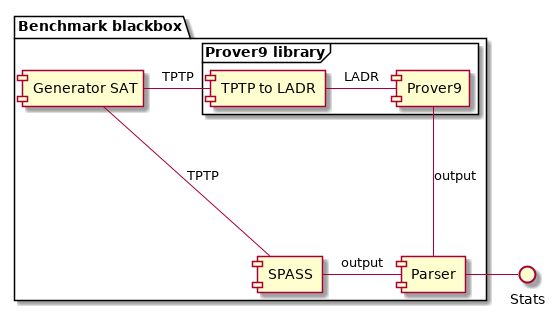 Benchmark blackbox
Prover9 library
Generator SAT
TPTP
TPTP to LADR
LADR
Prover9
TPTP
output
SPASS
output
Parser
Stats